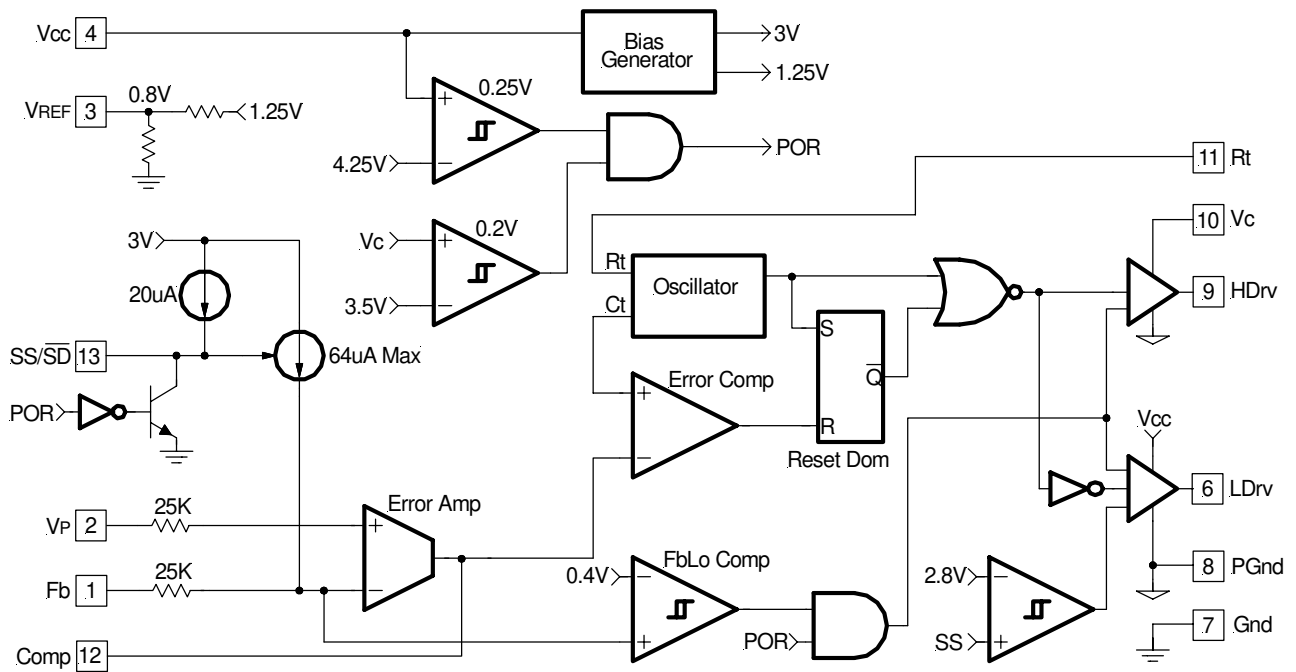 Vcc 4
Bias
Generator
3V
1.25V
0.25V
VREF 3
0.8V
1.25V
+
4.25V
−
POR
11 Rt
10 Vc
3V
20uA
Vc
+
0.2V
3.5V
−
Rt
Ct
Oscillator
9 HDrv
SS/SD 13
64uA Max
S
Q
R
Reset Dom
Error Comp
+
−
POR
Vcc
6 LDrv
VP 2
25K
Error Amp
+
−
Fb 1
25K
0.4V
−
FbLo Comp
+
POR
2.8V
−
SS
+
8 PGnd
7 Gnd
Comp 12